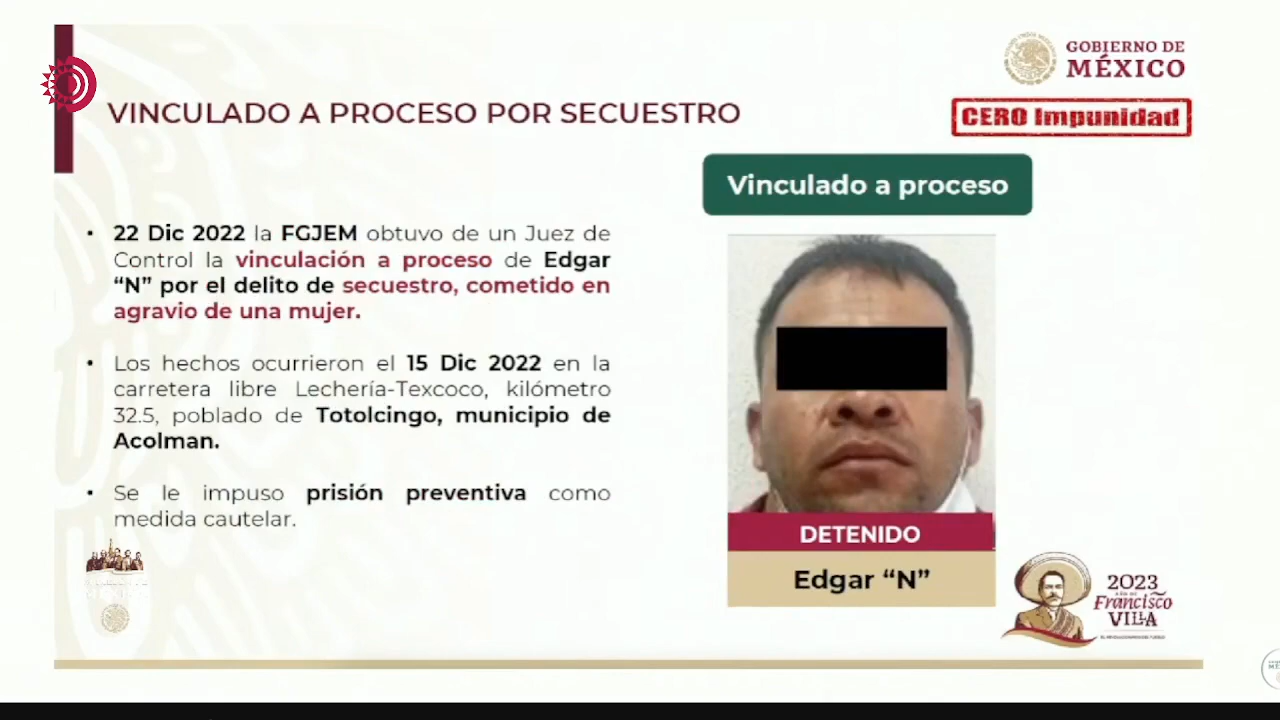 GOBIERNO DE
MÉXICO
CERO Impunidad
VINCULADO A PROCESO POR SECUESTRO
Vinculado a proceso
• 22 Dic 2022 la FGJEM obtuvo de un Juez de
Control la vinculación a proceso de Edgar
“N” por el delito de secuestro, cometido en
agravio de una mujer.
• Los hechos ocurrieron el 15 Dic 2022 en la
carretera libre Lechería-Texcoco, kilómetro
32.5, poblado de Totolcingo, municipio de
Acolman.
• Se le impuso prisión preventiva como
medida cautelar.
DETENIDO
Edgar “N”
2023
Francisco
VILLA